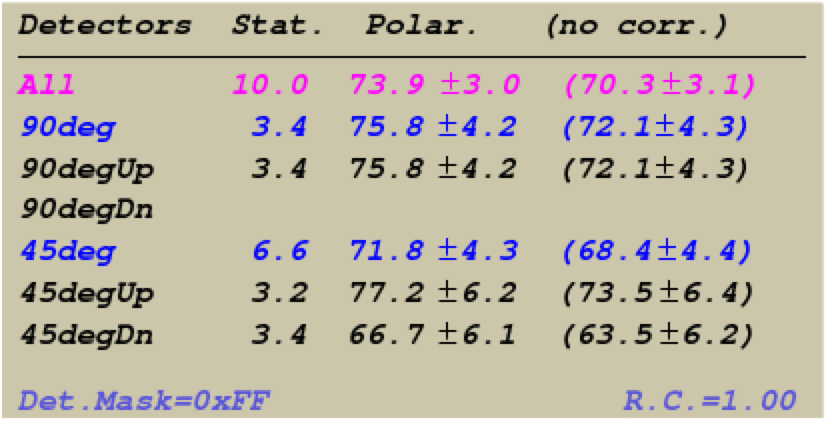 Detectors Stat. Polar. (no corr.)
All 10.0 73.9 ±3.0 (70.3±3.1)
90deg 3.4 75.8 ±4.2 (72.1±4.3)
90degUp 3.4 75.8 ±4.2 (72.1±4.3)
90degDn
45deg 6.6 71.8 ±4.3 (68.4±4.4)
45degUp 3.2 77.2 ±6.2 (73.5±6.4)
45degDn 3.4 66.7 ±6.1 (63.5±6.2)
Det.Mask=0xFF R.C.=1.00